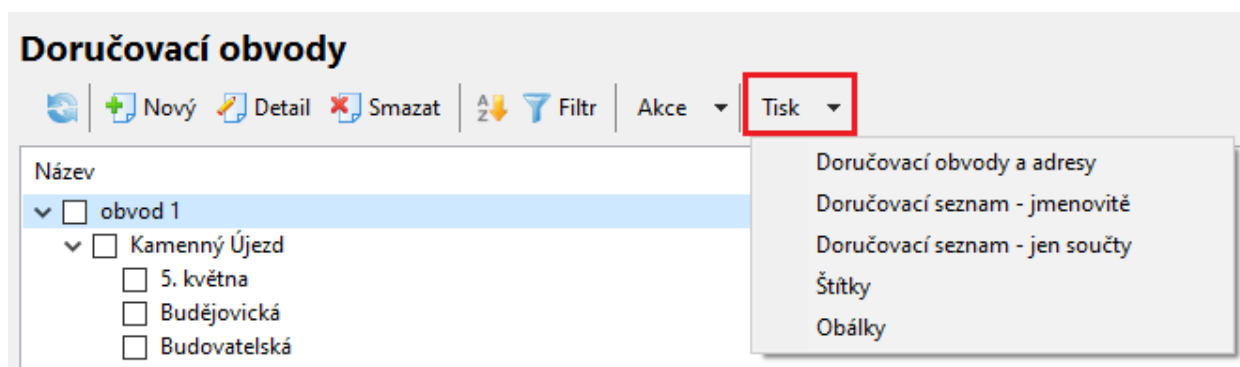 Doručovací obvody
Nový Detail Smazat Filtr Akce Tisk
Název
obvod 1
Kamenný Újezd
5. května
Budějovická
Budovatelská
Doručovací obvody a adresy
Doručovací seznam - jmenovitě
Doručovací seznam - jen součty
Štítky
Obálky